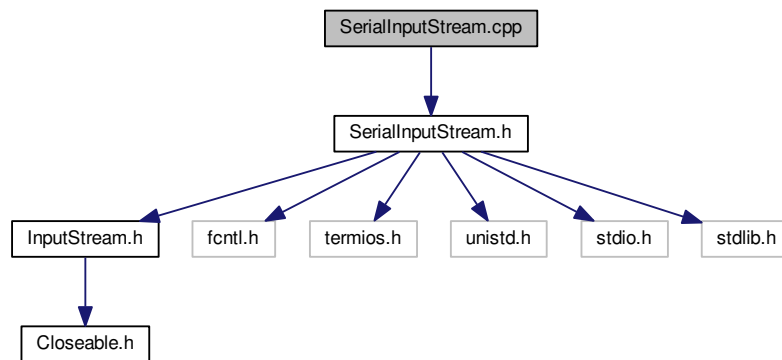 SerialInputStream.cpp
SerialInputStream.h
InputStream.h
fcntl.h
termios.h
unistd.h
stdio.h
stdlib.h
Closeable.h